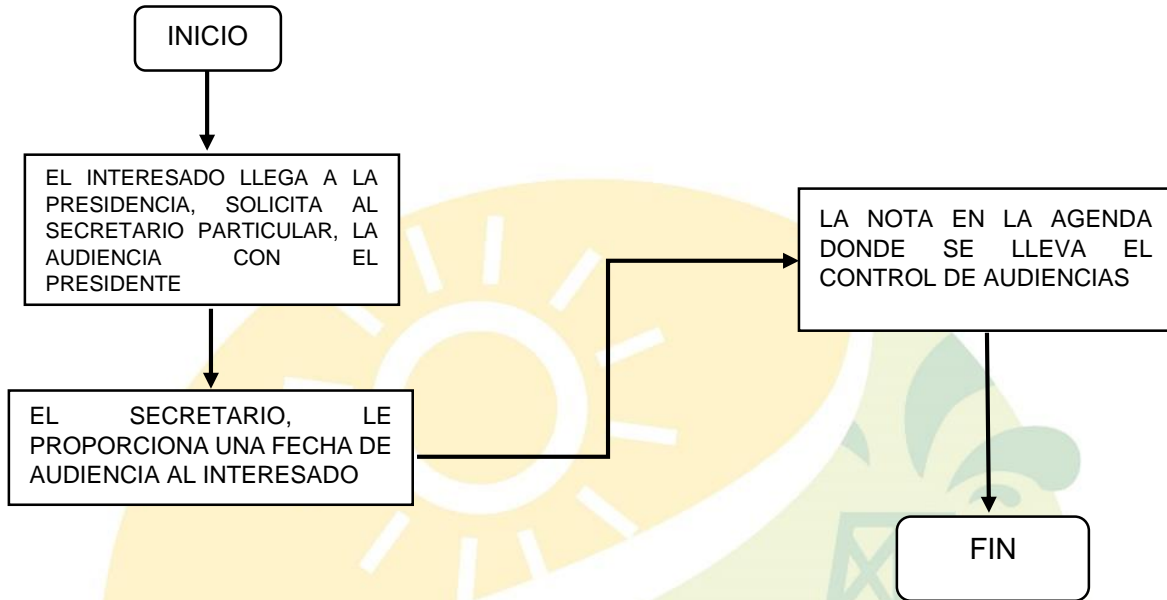 INICIO
EL INTERESADO LLEGA A LA
PRESIDENCIA, SOLICITA AL
SECRETARIO PARTICULAR, LA
AUDIENCIA CON EL
PRESIDENTE
EL SECRETARIO, LE
PROPORCIONA UNA FECHA DE
AUDIENCIA AL INTERESADO
LA NOTA EN LA AGENDA
DONDE SE LLEVA EL
CONTROL DE AUDIENCIAS
FIN